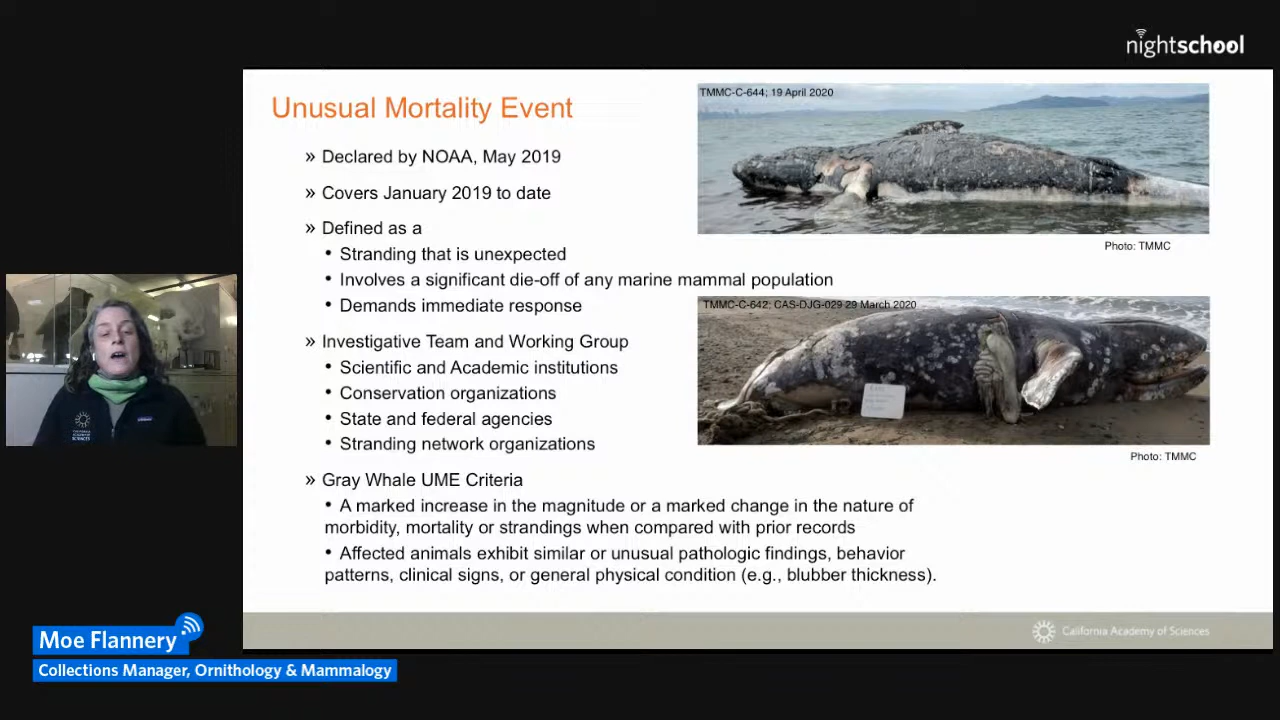 nightschool
Unusual Mortality Event
» Declared by NOAA, May 2019
» Covers January 2019 to date
» Defined as a
• Stranding that is unexpected
• Involves a significant die-off of any marine mammal population
• Demands immediate response
» Investigative Team and Working Group
• Scientific and Academic institutions
• Conservation organizations
• State and federal agencies
• Stranding network organizations
» Gray Whale UME Criteria
• A marked increase in the magnitude or a marked change in the nature of
morbidity, mortality or strandings when compared with prior records
• Affected animals exhibit similar or unusual pathologic findings, behavior
patterns, clinical signs, or general physical condition (e.g., blubber thickness).
TMMC-C-644; 19 April 2020
Photo: TMMC
TMMC-C-642; CAS-DJG-029 29 March 2020
Photo: TMMC
California Academy of Sciences
Moe Flannery
Collections Manager, Ornithology & Mammalogy